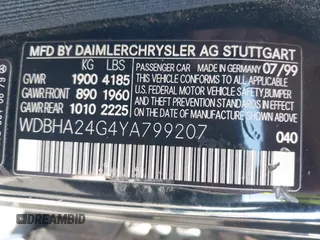 MFD BY DAIMLERCHRYSLER AG STUTTGART
KG LBS MADE IN GERMANY 07/99
GVWR 1900 4185
GAWR FRONT 890 1960
GAWR REAR 1010 2225
THIS VEHICLE CONFORMS TO ALL
APPLICABLE U.S. FEDERAL MOTOR
VEHICLE SAFETY, BUMPER, AND THEFT
PREVENTION STANDARDS IN EFFECT ON
THE DATE OF MANUFACTURE SHOWN ABOVE
WDBHA24G4YA799207
040
PASSENGER CAR
DREAMBID